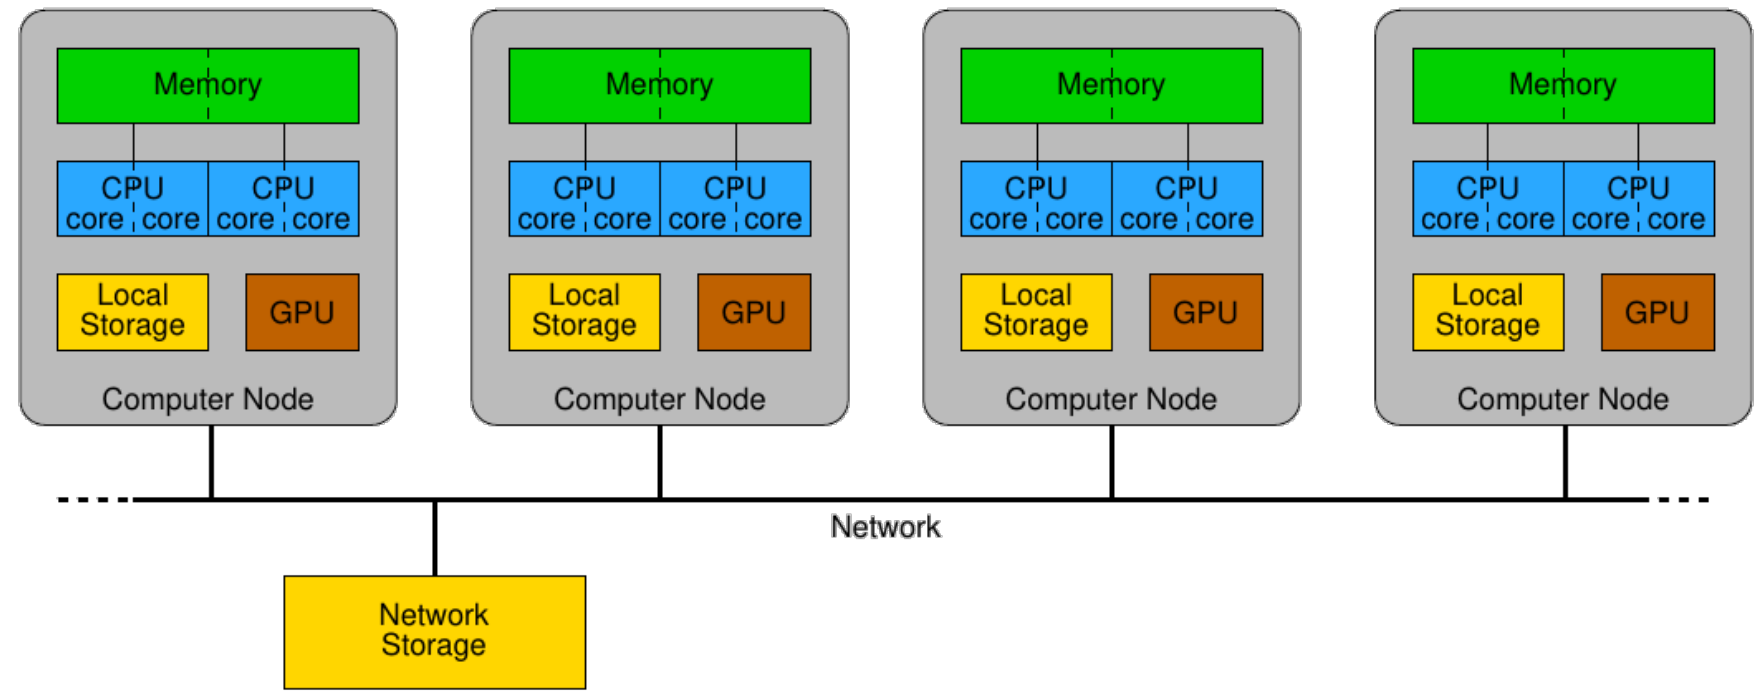 Memory
CPU CPU
core core core core
Local
Storage
GPU
Computer Node
Memory
CPU CPU
core core core core
Local
Storage
GPU
Computer Node
Memory
CPU CPU
core core core core
Local
Storage
GPU
Computer Node
Memory
CPU CPU
core core core core
Local
Storage
GPU
Computer Node
Network
Network
Storage